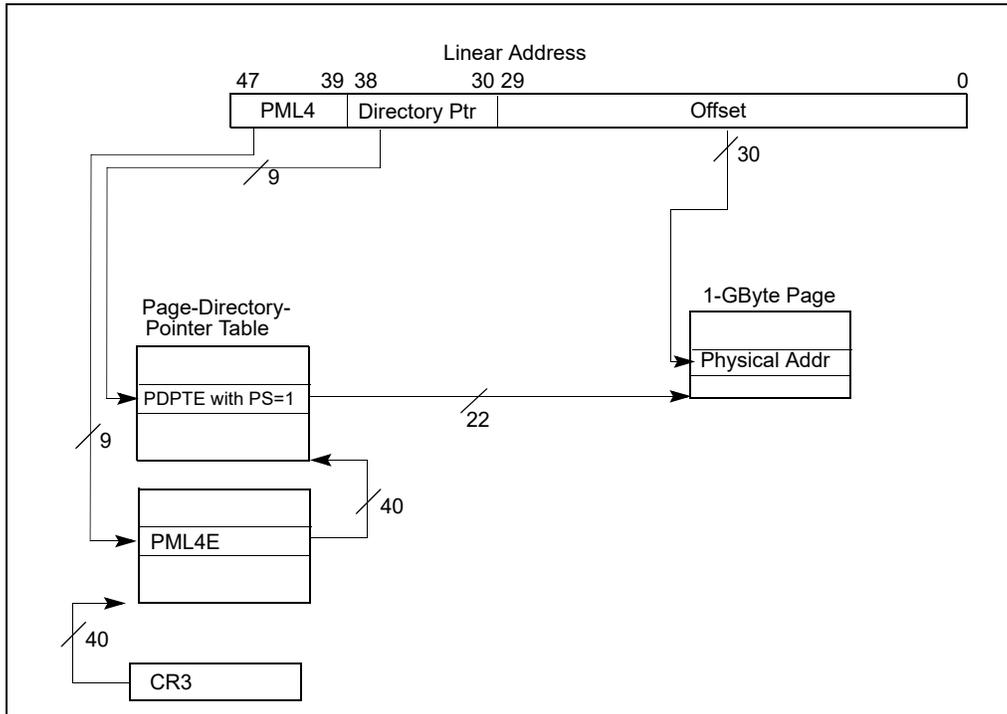 Linear Address
47 39 38 30 29 0
PML4 Directory Ptr Offset
30
9
Page-Directory-
Pointer Table
1-GByte Page
Physical Addr
PDPTE with PS=1
22
9
40
PML4E
40
CR3